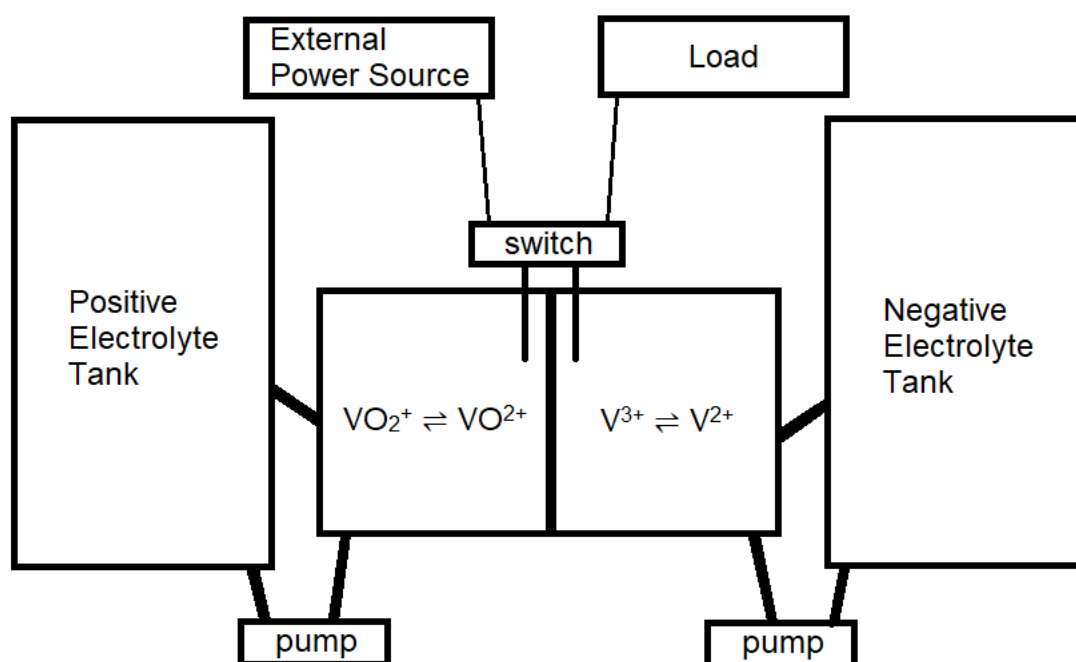 External
Power Source
Load
switch
Positive
Electrolyte
Tank
Negative
Electrolyte
Tank
VO₂⁺ ⇌ VO²⁺
V³⁺ ⇌ V²⁺
pump
pump